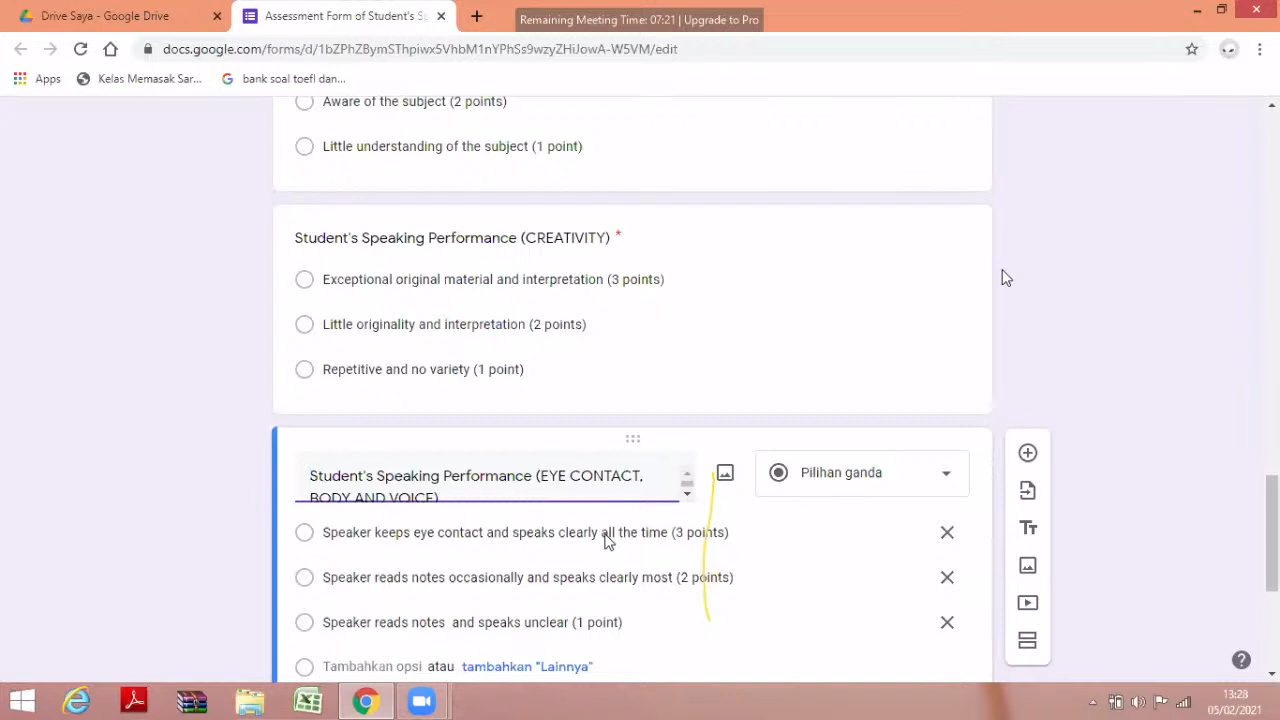 Drive Saya - Google Drive
Assessment Form of Student's S
Remaining Meeting Time: 07:21 | Upgrade to Pro
docs.google.com/forms/d/1bZPhZBymSThpiwx5VhbM1nYPhSs9wzyZHiJowA-W5VM/edit
Apps
Kelas Memasak Sar...
bank soal toefl dan...
Aware of the subject (2 points)
Little understanding of the subject (1 point)
Student's Speaking Performance (CREATIVITY) *
Exceptional original material and interpretation (3 points)
Little originality and interpretation (2 points)
Repetitive and no variety (1 point)
Student's Speaking Performance (EYE CONTACT,
BODY AND VOICE)
Pilihan ganda
Speaker keeps eye contact and speaks clearly all the time (3 points)
Speaker reads notes occasionally and speaks clearly most (2 points)
Speaker reads notes  and speaks unclear (1 point)
Tambahkan opsi atau tambahkan "Lainnya"
Tт
13:28
05/02/2021